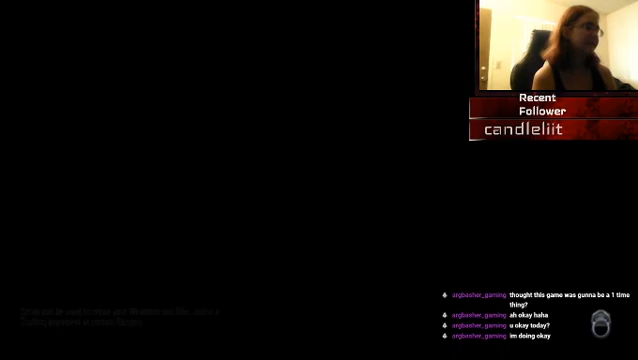 Recent
Follower
candleliit
argbasher_gaming thought this game was gunna be a 1 time
thing?
argbasher_gaming ah okay haha
argbasher_gaming u okay today?
argbasher_gaming im doing okay